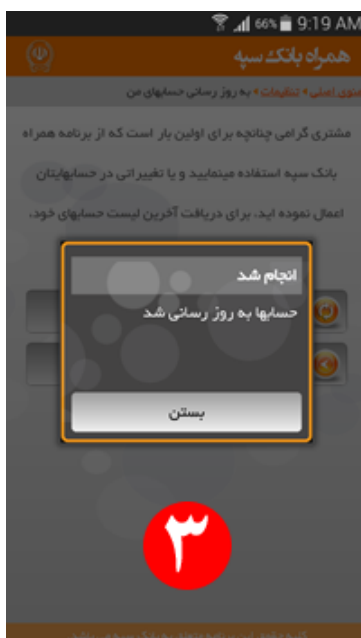 66% 9:19 AM
همراه بانک سپه
منوی اصلی • تنظیمات • به روز رسانی حسابهای من
مشتری گرامی چنانچه برای اولین بار است که از برنامه همراه
بانک سپه استفاده مینمایید و یا تغییراتی در حسابهایتان
اعمال نموده اید، برای دریافت آخرین لیست حسابهای خود،
انجام شد
حسابها به روز رسانی شد
بستن
۳